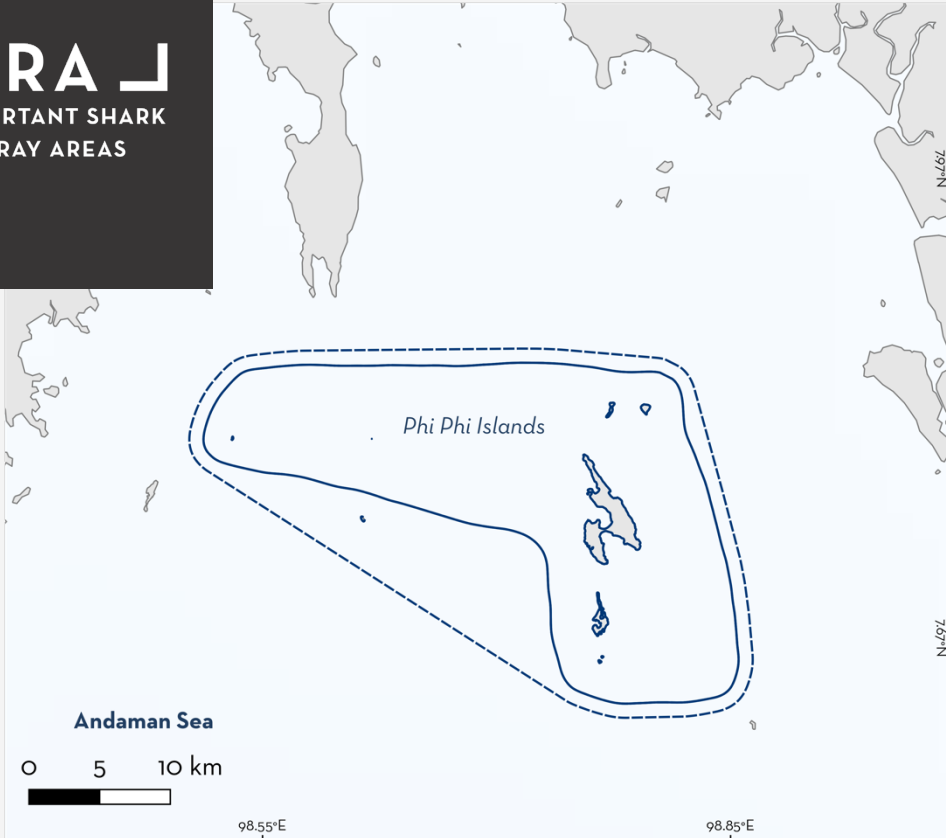 RA
RTANT SHARK
RAY AREAS
7.97°N
Phi Phi Islands
7.67°N
Andaman Sea
0 5 10 km
98.55°E 98.85°E